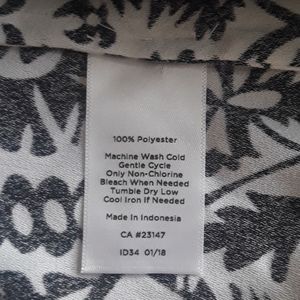 100% Polyester
Machine Wash Cold
Gentle Cycle
Only Non-Chlorine
Bleach When Needed
Tumble Dry Low
Cool Iron If Needed
Made In Indonesia
CA #23147
ID34 01/18